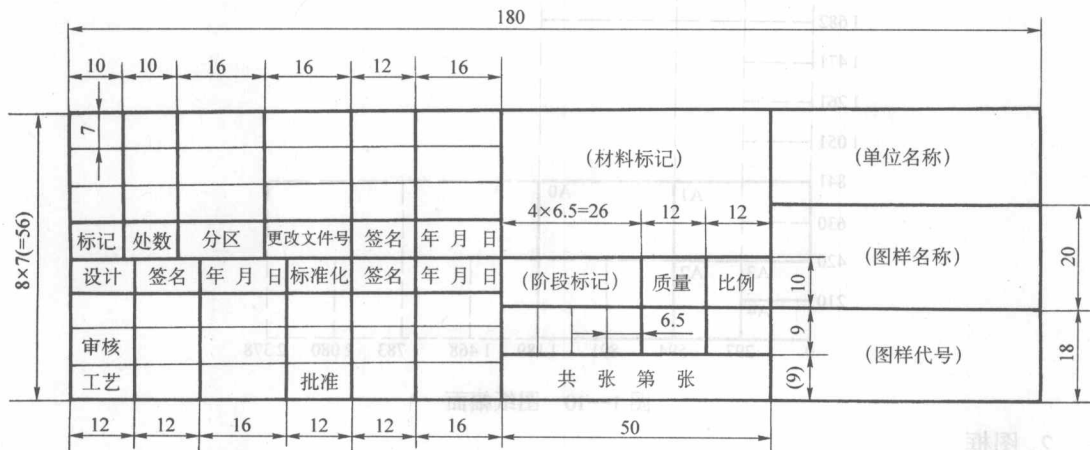 180
10 10 16 16 12 16
7
(材料标记)
(单位名称)
4×6.5=26 12 12
标记 处数 分区 更改文件号 签名 年 月 日
8×7(=56)
设计 签名 年 月 日 标准化 签名 年 月 日
(阶段标记) 质量 比例
10
(图样名称)
20
6.5
9
审核
(图样代号)
18
工艺 批准
共 张 第 张
(9)
12 12 16 12 12 16 50